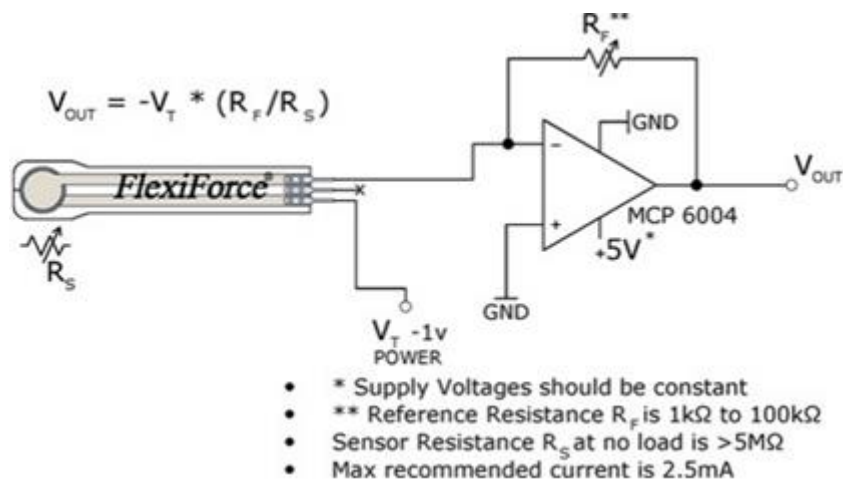 R_F **
V_OUT = -V_T * (R_F/R_S)
GND
FlexiForce®
−
V_OUT
MCP 6004
+
+5V*
R_S
GND
V_T -1v
POWER
• * Supply Voltages should be constant
• ** Reference Resistance R_F is 1kΩ to 100kΩ
• Sensor Resistance R_S at no load is >5MΩ
• Max recommended current is 2.5mA